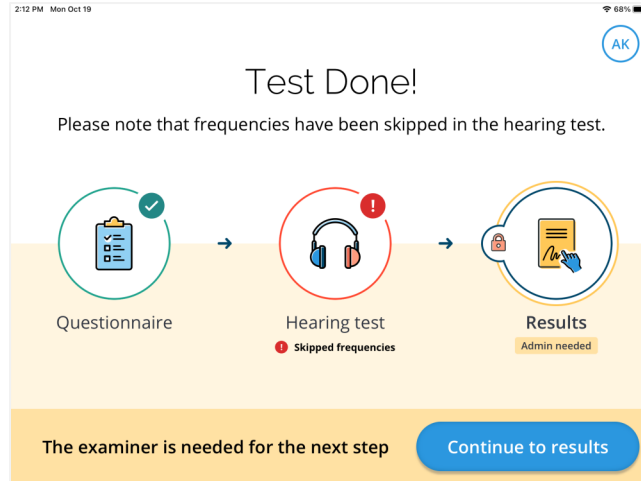 2:12 PM Mon Oct 19 68%
AK
Test Done!
Please note that frequencies have been skipped in the hearing test.
Questionnaire
Hearing test
! Skipped frequencies
Results
Admin needed
The examiner is needed for the next step
Continue to results